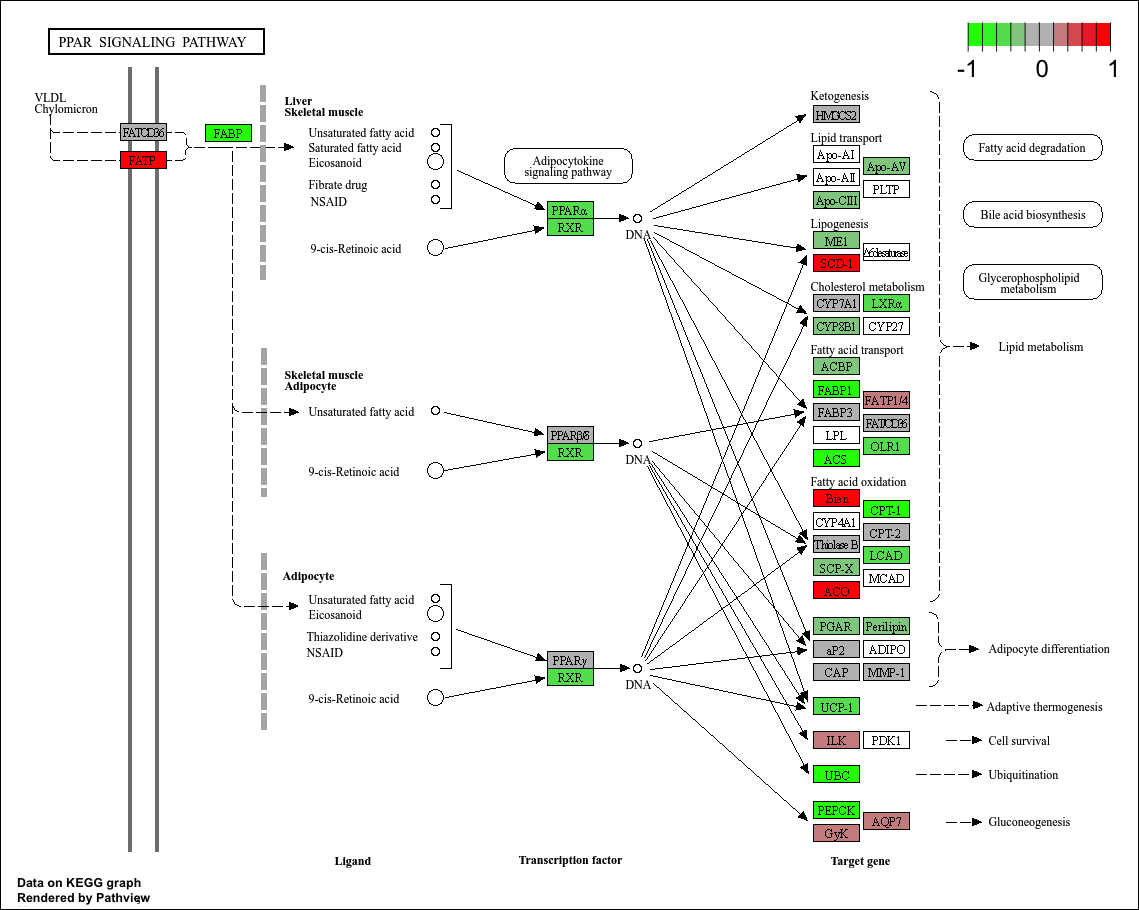 PPAR SIGNALING PATHWAY
-1 0 1
VLDL
Chylomicron
FATCD36
FATP
FABP
Liver
Skeletal muscle
Unsaturated fatty acid
Saturated fatty acid
Eicosanoid
Fibrate drug
NSAID
9-cis-Retinoic acid
Adipocytokine
signaling pathway
PPARα
RXR
DNA
Skeletal muscle
Adipocyte
Unsaturated fatty acid
9-cis-Retinoic acid
PPARβ/δ
RXR
DNA
Adipocyte
Unsaturated fatty acid
Eicosanoid
Thiazolidine derivative
NSAID
9-cis-Retinoic acid
PPARγ
RXR
DNA
Ketogenesis
HMGCS2
Lipid transport
Apo-AI
Apo-AII
Apo-CIII
Apo-AV
PLTP
Lipogenesis
ME1
SCD-1
Cholesterol metabolism
CYP7A1
LXRα
CYP8B1
CYP27
Fatty acid transport
ACBP
FABP1
FATP1/4
FABP3
FAT/CD36
LPL
OLR1
ACS
Fatty acid oxidation
Bien
CPT-1
CYP4A1
CPT-2
Thiolase B
LCAD
SCP-X
MCAD
ACO
PGAR
Perilipin
aP2
ADIPO
CAP
MMP-1
UCP-1
ILK
PDK1
UBC
PEPCK
AQP7
GyK
Fatty acid degradation
Bile acid biosynthesis
Glycerophospholipid
metabolism
Lipid metabolism
Adipocyte differentiation
Adaptive thermogenesis
Cell survival
Ubiquitination
Gluconeogenesis
Ligand
Transcription factor
Target gene
Data on KEGG graph
Rendered by Pathview